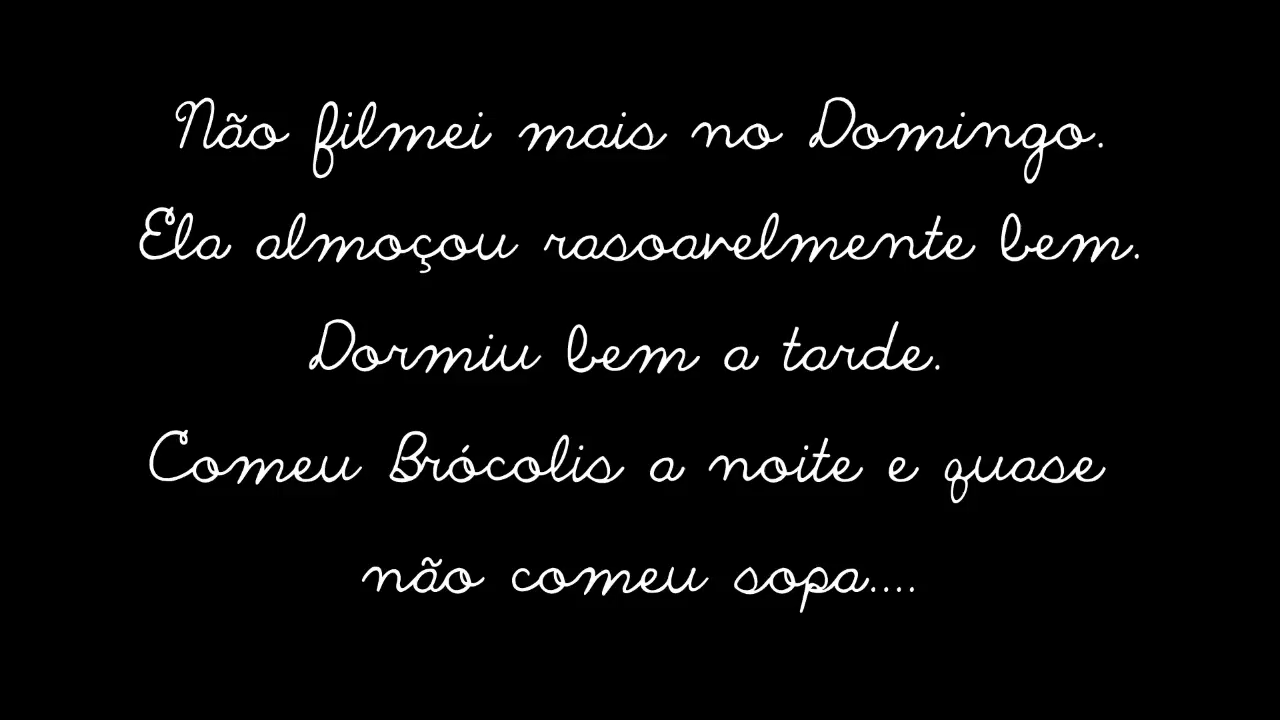 Não filmei mais no Domingo.
Ela almoçou rasoavelmente bem.
Dormiu bem a tarde.
Comeu Brócolis a noite e quase
não comeu sopa....